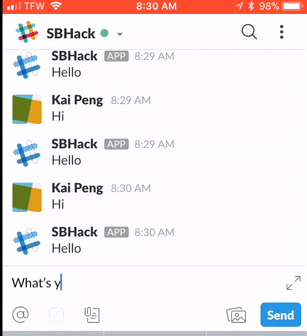 TFW 8:30 AM 98%
SBHack
SBHack APP 8:29 AM
Hello
Kai Peng 8:29 AM
Hi
SBHack APP 8:29 AM
Hello
Kai Peng 8:30 AM
Hi
SBHack APP 8:30 AM
Hello
What's y
@ Send